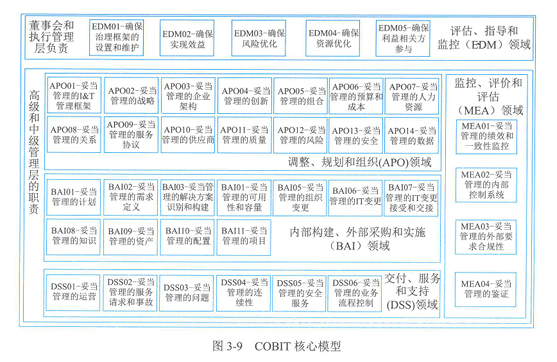 董事会和
执行管理
层负责
EDM01-确保
治理框架的
设置和维护
EDM02-确保
实现效益
EDM03-确保
风险优化
EDM04-确保
资源优化
EDM05-确保
利益相关方
参与
评估、指导和
监控(EDM)领域
高级和中级管理层的职责
APO01-妥当
管理的I&T
管理框架
APO02-妥当
管理的战略
APO03-妥当
管理的企业
架构
APO04-妥当
管理的创新
APO05-妥当
管理的组合
APO06-妥当
管理的预算和
成本
APO07-妥当
管理的人力
资源
APO08-妥当
管理的关系
APO09-妥当
管理的服务
协议
APO10-妥当
管理的供应商
APO11-妥当
管理的质量
APO12-妥当
管理的风险
APO13-妥当
管理的安全
APO14-妥当
管理的数据
调整、规划和组织(APO)领域
BAI01-妥当
管理的计划
BAI02-妥当
管理的需求
定义
BAI03-妥当管
理的解决方案
识别和构建
BAI01-妥当
管理的可用
性和容量
BAI05-妥当
管理的组织
变更
BAI06-妥当
管理的IT变更
BAI07-妥当
管理的IT变更
接受和交接
BAI08-妥当
管理的知识
BAI09-妥当
管理的资产
BAI10-妥当
管理的配置
BAI11-妥当
管理的项目
内部构建、外部采购和实施
(BAI)领域
DSS01-妥当
管理的运营
DSS02-妥当
管理的服务
请求和事故
DSS03-妥当
管理的问题
DSS04-妥当
管理的连
续性
DSS05-妥当
管理的安全
服务
DSS06-妥当
管理的业务
流程控制
交付、服务
和支持
(DSS)领域
监控、评价和
评估
(MEA)领域
MEA01-妥当
管理的绩效和
一致性监控
MEA02-妥当
管理的内部
控制系统
MEA03-妥当
管理的外部要
求合规性
MEA04-妥当
管理的鉴证
图 3-9 COBIT 核心模型